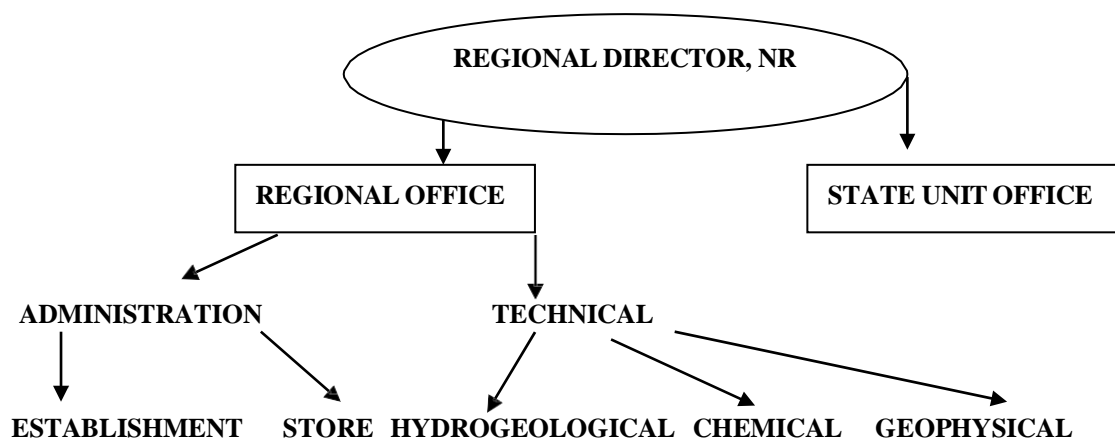 REGIONAL DIRECTOR, NR
REGIONAL OFFICE
STATE UNIT OFFICE
ADMINISTRATION
TECHNICAL
ESTABLISHMENT
STORE
HYDROGEOLOGICAL
CHEMICAL
GEOPHYSICAL